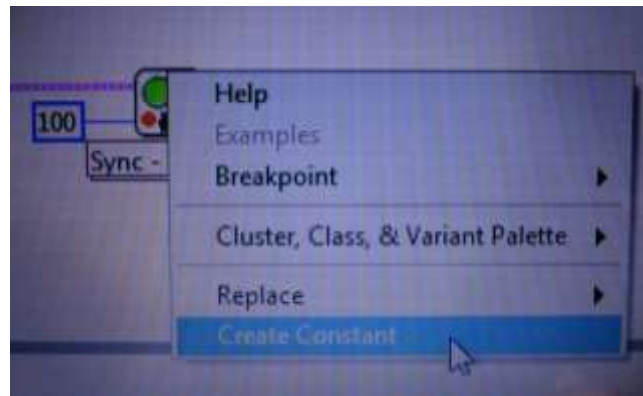 Help
Examples
100
Breakpoint
Sync -
Cluster, Class, & Variant Palette
Replace
Create Constant